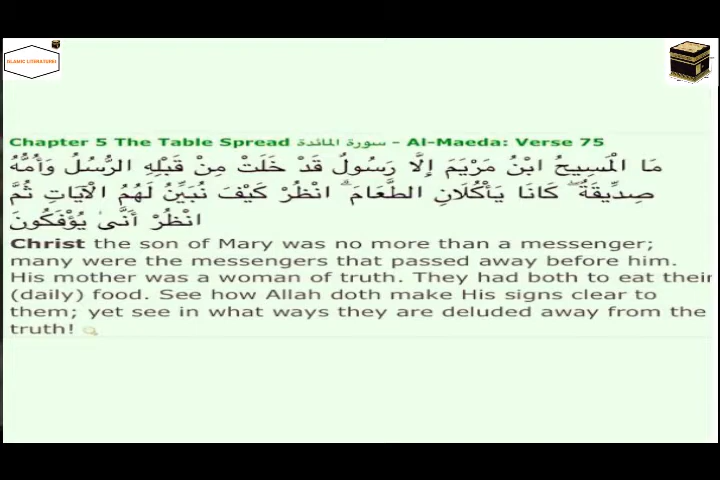 ISLAMIC LITERATURE
Chapter 5 The Table Spread سورة المائدة - Al-Maeda: Verse 75
مَا الْمَسِيحُ ابْنُ مَرْيَمَ إِلَّا رَسُولٌ قَدْ خَلَتْ مِنْ قَبْلِهِ الرُّسُلُ وَأُمُّهُ
صِدِّيقَةٌ ۖ كَانَا يَأْكُلَانِ الطَّعَامَ ۗ انْظُرْ كَيْفَ نُبَيِّنُ لَهُمُ الْآيَاتِ ثُمَّ
انْظُرْ أَنَّىٰ يُؤْفَكُونَ
Christ the son of Mary was no more than a messenger;
many were the messengers that passed away before him.
His mother was a woman of truth. They had both to eat their
(daily) food. See how Allah doth make His signs clear to
them; yet see in what ways they are deluded away from the
truth!